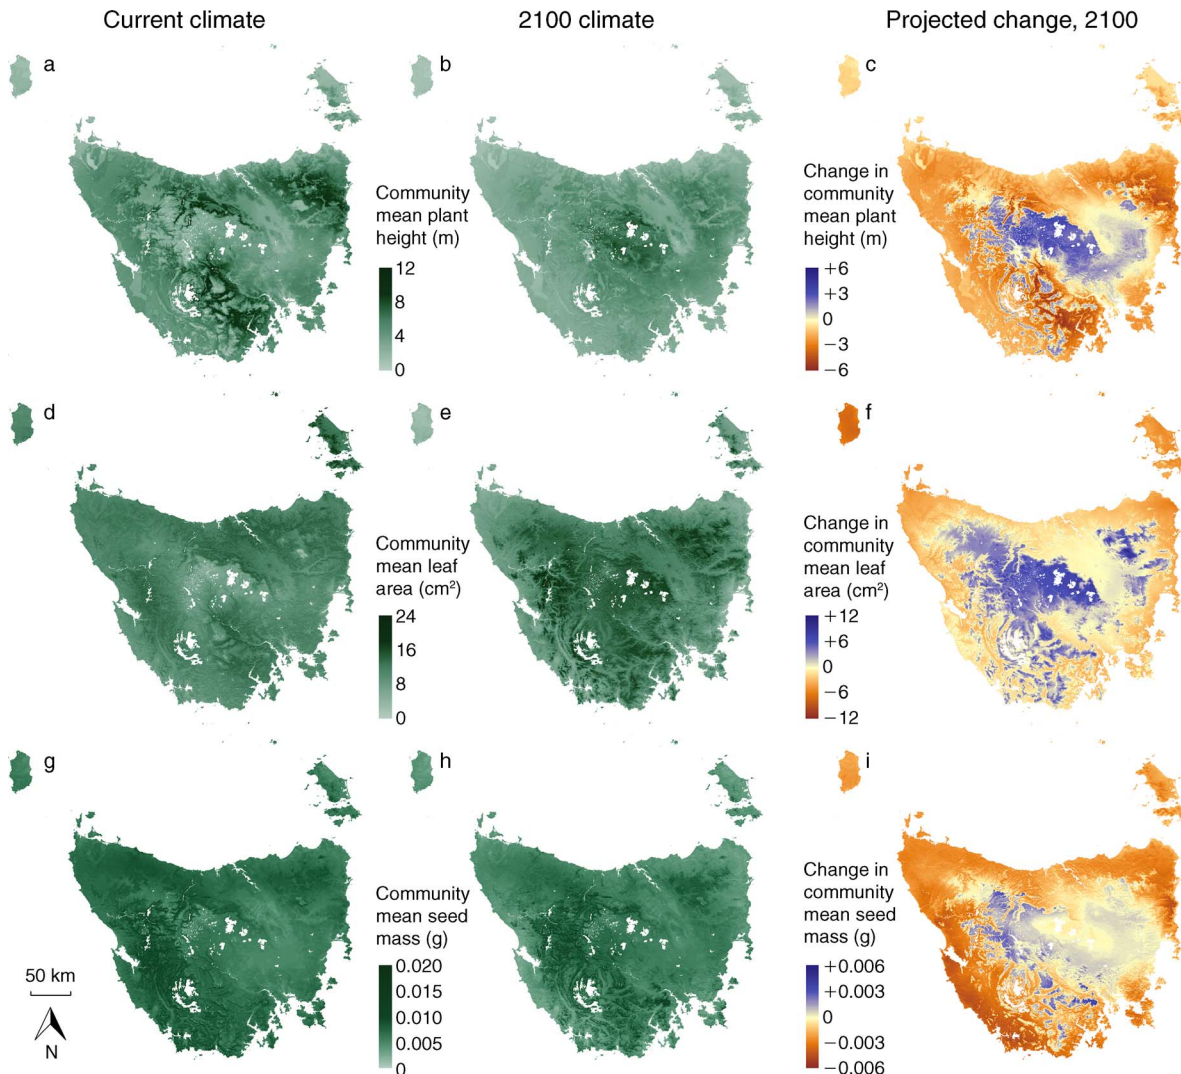 Current climate
2100 climate
Projected change, 2100
a
b
c
Community
mean plant
height (m)
12
8
4
0
Change in
community
mean plant
height (m)
+6
+3
0
−3
−6
d
e
f
Community
mean leaf
area (cm²)
24
16
8
0
Change in
community
mean leaf
area (cm²)
+12
+6
0
−6
−12
g
h
i
Community
mean seed
mass (g)
0.020
0.015
0.010
0.005
0
Change in
community
mean seed
mass (g)
+0.006
+0.003
0
−0.003
−0.006
50 km
N